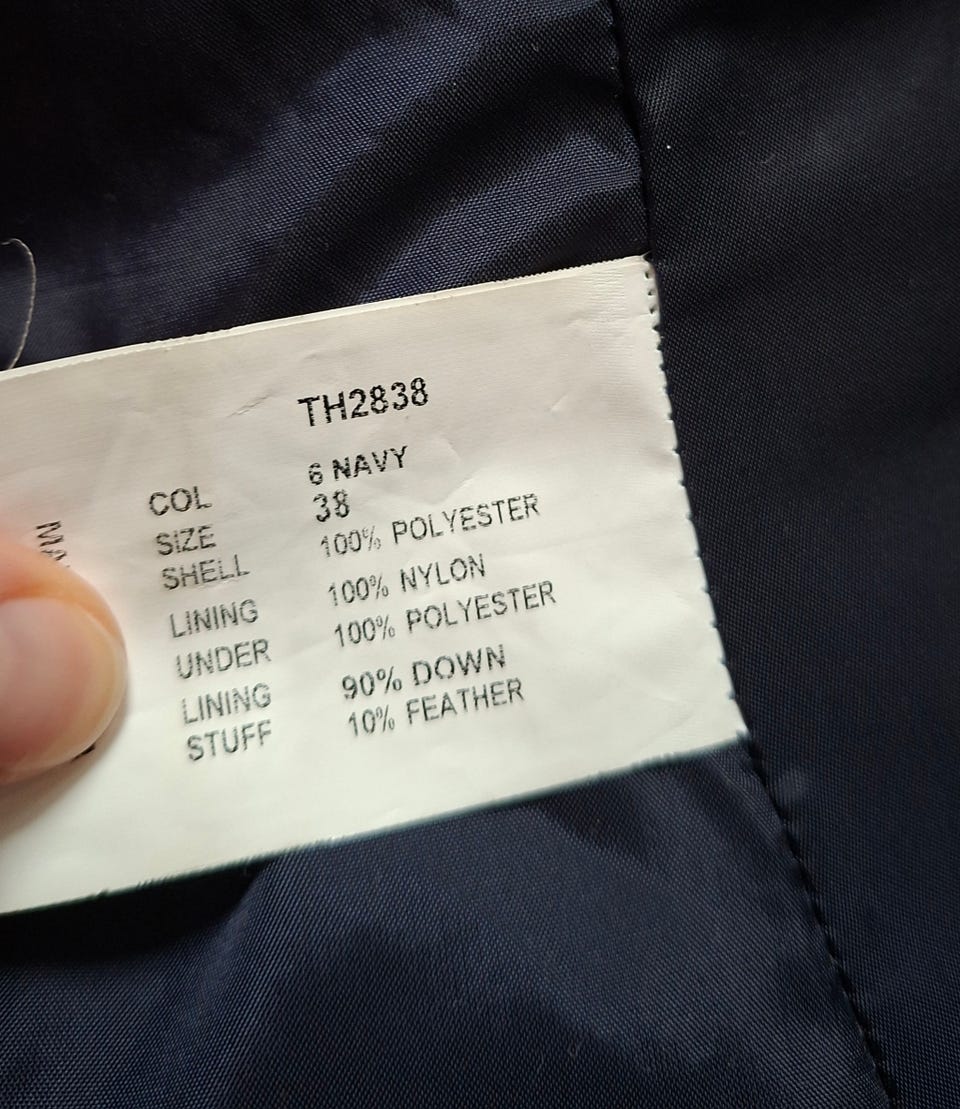 TH2838
COL 6 NAVY
SIZE 38
SHELL 100% POLYESTER
LINING 100% NYLON
UNDER 100% POLYESTER
LINING 90% DOWN
STUFF 10% FEATHER